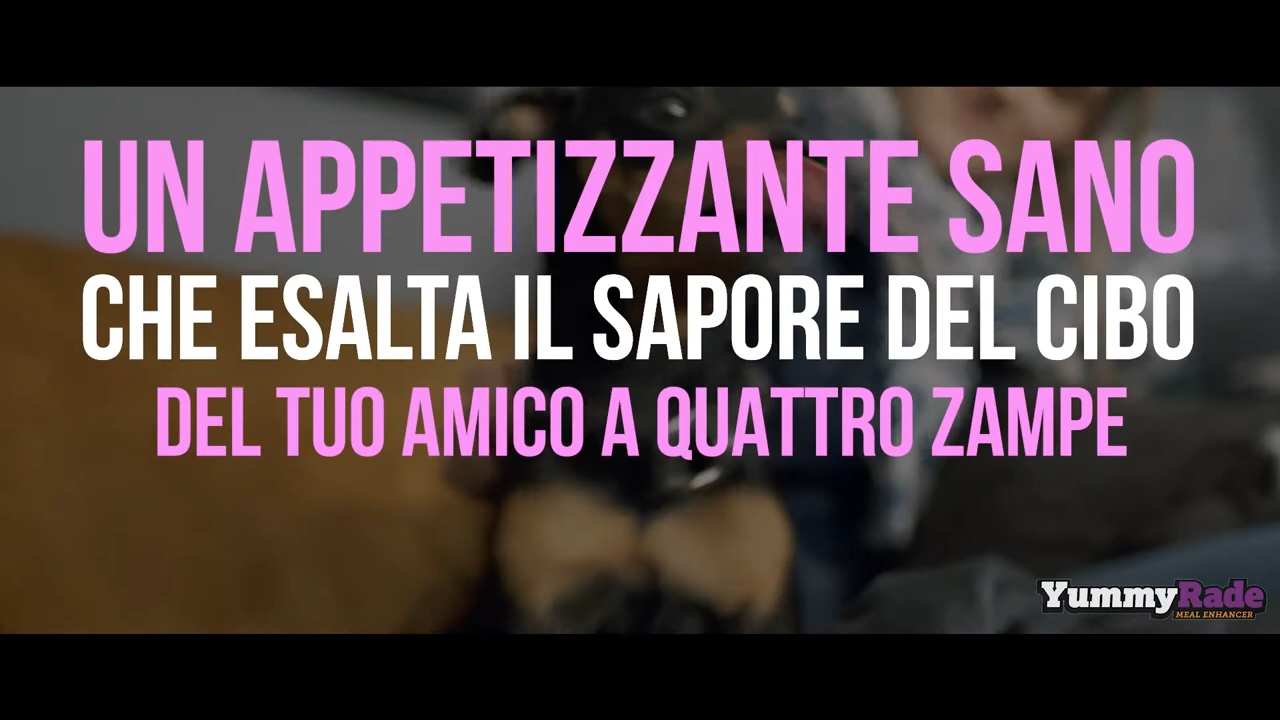 UN APPETIZZANTE SANO
CHE ESALTA IL SAPORE DEL CIBO
DEL TUO AMICO A QUATTRO ZAMPE
YummyRade
MEAL ENHANCER